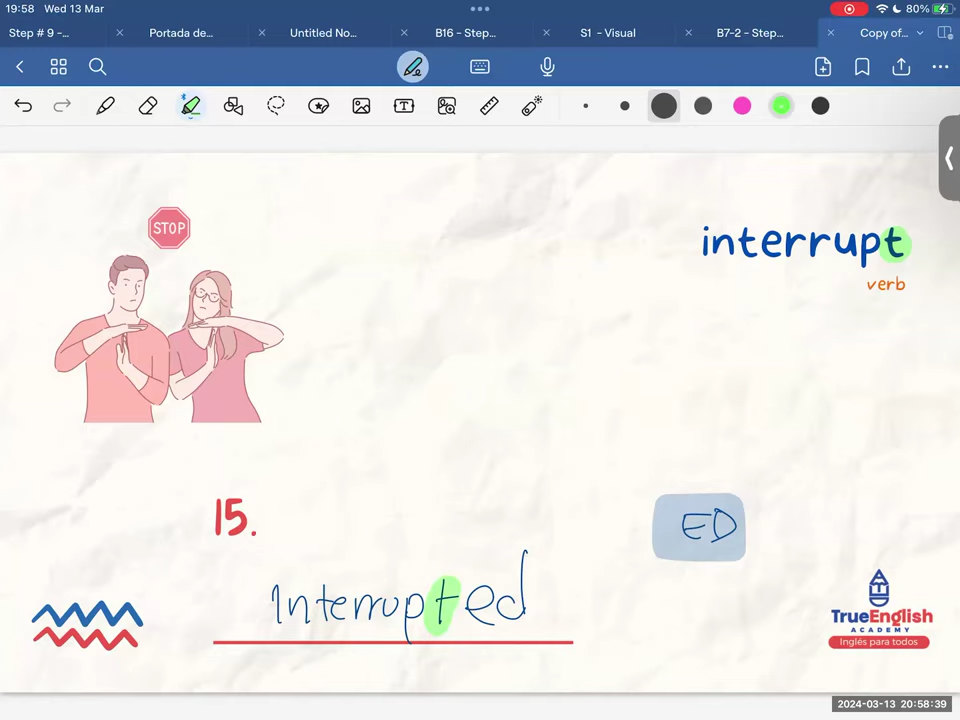 19:58 Wed 13 Mar
80%
Step # 9 -...
Portada de...
Untitled No...
B16 - Step...
S1 - Visual
B7-2 - Step...
Copy of...
STOP
interrupt
verb
15.
ED
Interrupted
TrueEnglish
ACADEMY
Inglés para todos
2024-03-13 20:58:39